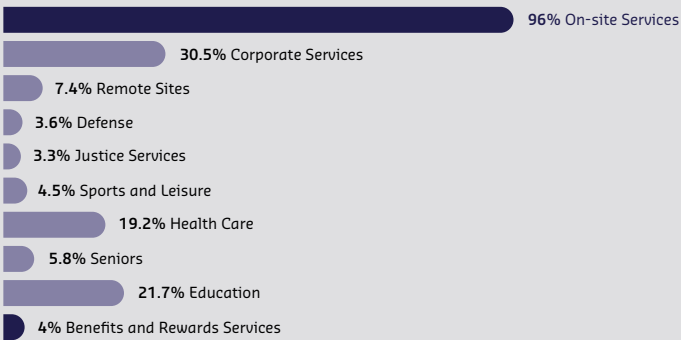 96% On-site Services
30.5% Corporate Services
7.4% Remote Sites
3.6% Defense
3.3% Justice Services
4.5% Sports and Leisure
19.2% Health Care
5.8% Seniors
21.7% Education
4% Benefits and Rewards Services